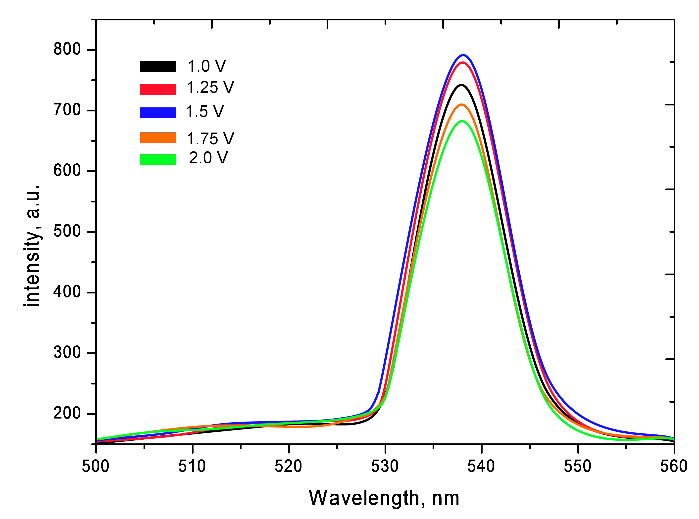 800
700
600
500
400
300
200
intensity, a.u.
1.0 V
1.25 V
1.5 V
1.75 V
2.0 V
500 510 520 530 540 550 560
Wavelength, nm